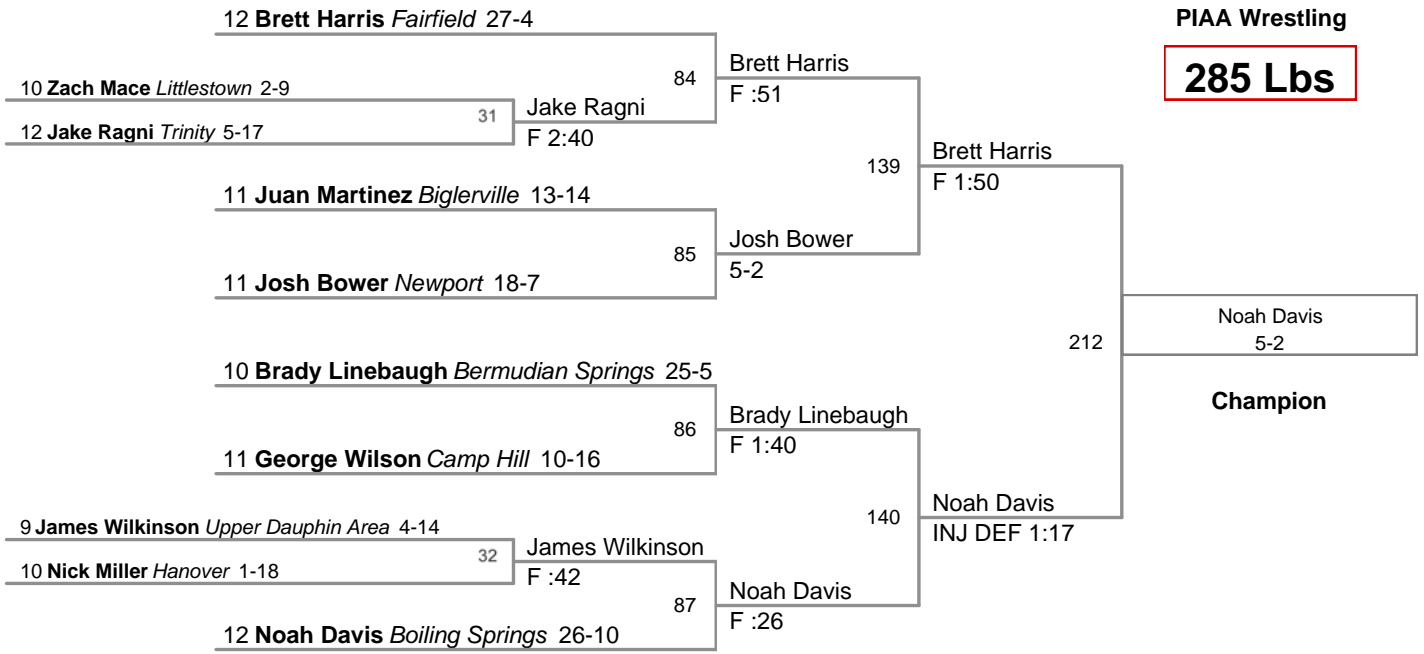 12 Brett Harris Fairfield 27-4
PIAA Wrestling
285 Lbs
84
Brett Harris
F :51
10 Zach Mace Littlestown 2-9
31
Jake Ragni
F 2:40
12 Jake Ragni Trinity 5-17
139
Brett Harris
F 1:50
11 Juan Martinez Biglerville 13-14
85
Josh Bower
5-2
11 Josh Bower Newport 18-7
212
Noah Davis
5-2
Champion
10 Brady Linebaugh Bermudian Springs 25-5
86
Brady Linebaugh
F 1:40
11 George Wilson Camp Hill 10-16
140
Noah Davis
INJ DEF 1:17
9 James Wilkinson Upper Dauphin Area 4-14
32
James Wilkinson
F :42
10 Nick Miller Hanover 1-18
87
Noah Davis
F :26
12 Noah Davis Boiling Springs 26-10